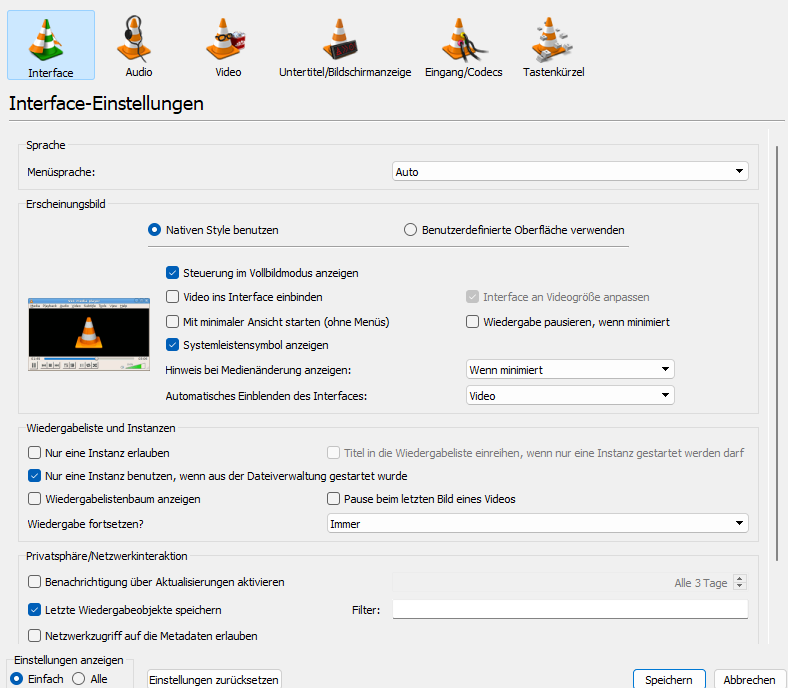 Interface
Audio
Video
Untertitel/Bildschirmanzeige
Eingang/Codecs
Tastenkürzel
Interface-Einstellungen
Sprache
Menüsprache:
Auto
Erscheinungsbild
Nativen Style benutzen
Benutzerdefinierte Oberfläche verwenden
Steuerung im Vollbildmodus anzeigen
Video ins Interface einbinden
Interface an Videogröße anpassen
Mit minimaler Ansicht starten (ohne Menüs)
Wiedergabe pausieren, wenn minimiert
Systemleistensymbol anzeigen
Hinweis bei Medienänderung anzeigen:
Wenn minimiert
Automatisches Einblenden des Interfaces:
Video
Wiedergabeliste und Instanzen
Nur eine Instanz erlauben
Titel in die Wiedergabeliste einreihen, wenn nur eine Instanz gestartet werden darf
Nur eine Instanz benutzen, wenn aus der Dateiverwaltung gestartet wurde
Wiedergabelistenbaum anzeigen
Pause beim letzten Bild eines Videos
Wiedergabe fortsetzen?
Immer
Privatsphäre/Netzwerkinteraktion
Benachrichtigung über Aktualisierungen aktivieren
Alle 3 Tage
Letzte Wiedergabeobjekte speichern
Filter:
Netzwerkzugriff auf die Metadaten erlauben
Einstellungen anzeigen
Einfach
Alle
Einstellungen zurücksetzen
Speichern
Abbrechen